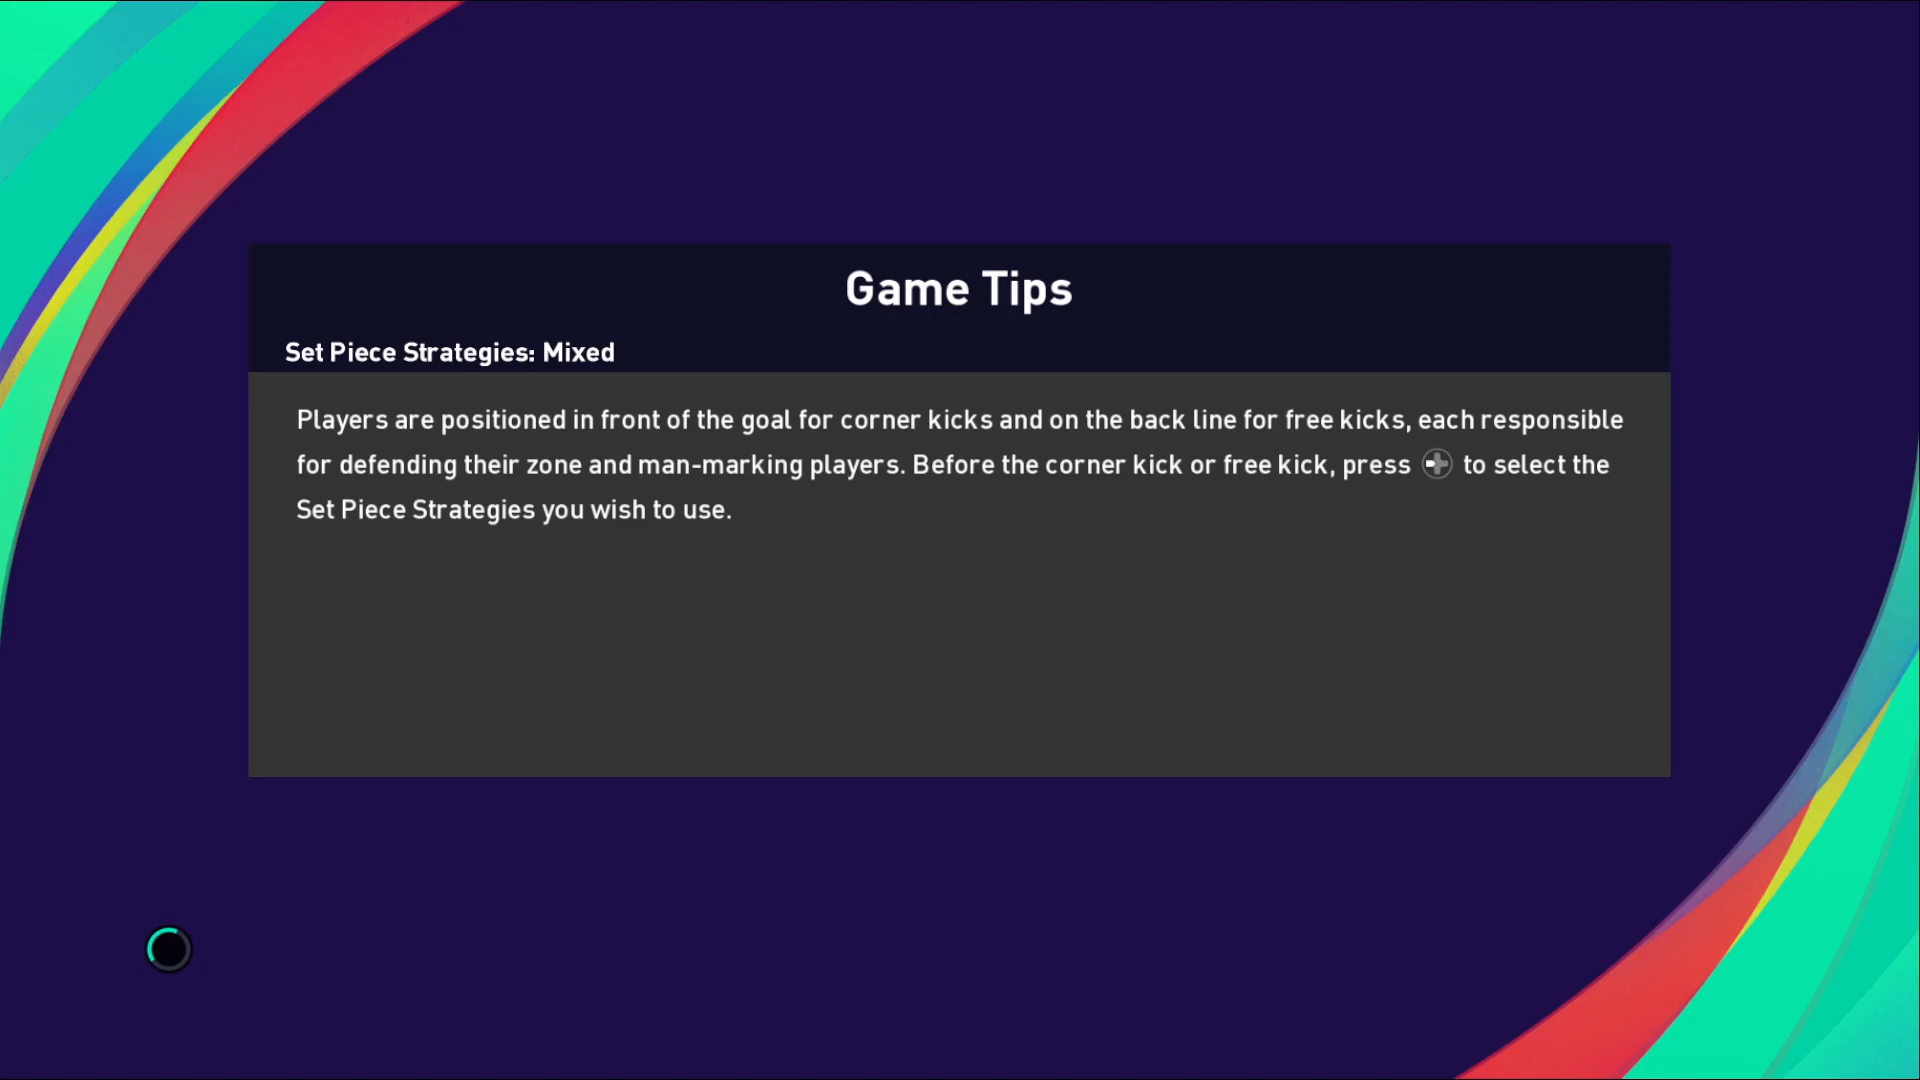 Game Tips
Set Piece Strategies: Mixed
Players are positioned in front of the goal for corner kicks and on the back line for free kicks, each responsible
for defending their zone and man-marking players. Before the corner kick or free kick, press to select the
Set Piece Strategies you wish to use.